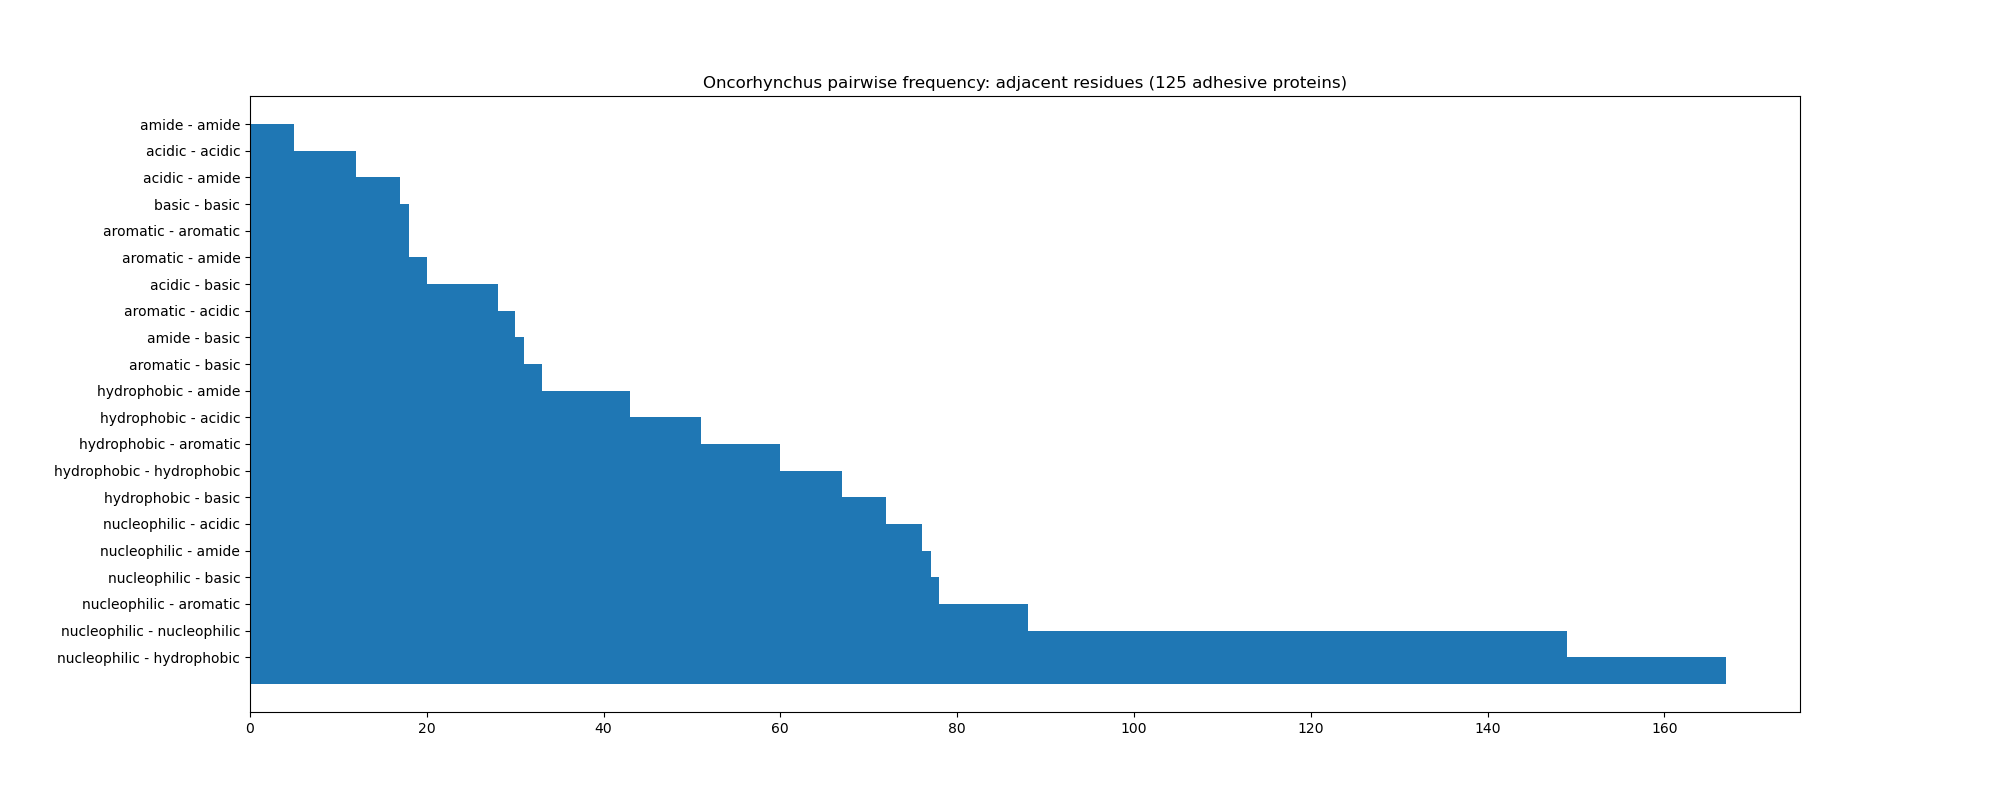 Oncorhynchus pairwise frequency: adjacent residues (125 adhesive proteins)
amide - amide
acidic - acidic
acidic - amide
basic - basic
aromatic - aromatic
aromatic - amide
acidic - basic
aromatic - acidic
amide - basic
aromatic - basic
hydrophobic - amide
hydrophobic - acidic
hydrophobic - aromatic
hydrophobic - hydrophobic
hydrophobic - basic
nucleophilic - acidic
nucleophilic - amide
nucleophilic - basic
nucleophilic - aromatic
nucleophilic - nucleophilic
nucleophilic - hydrophobic
0 20 40 60 80 100 120 140 160